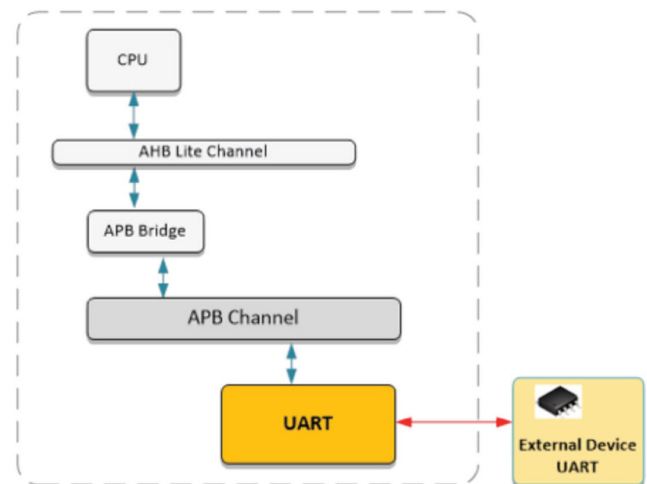 CPU
AHB Lite Channel
APB Bridge
APB Channel
UART
External Device
UART